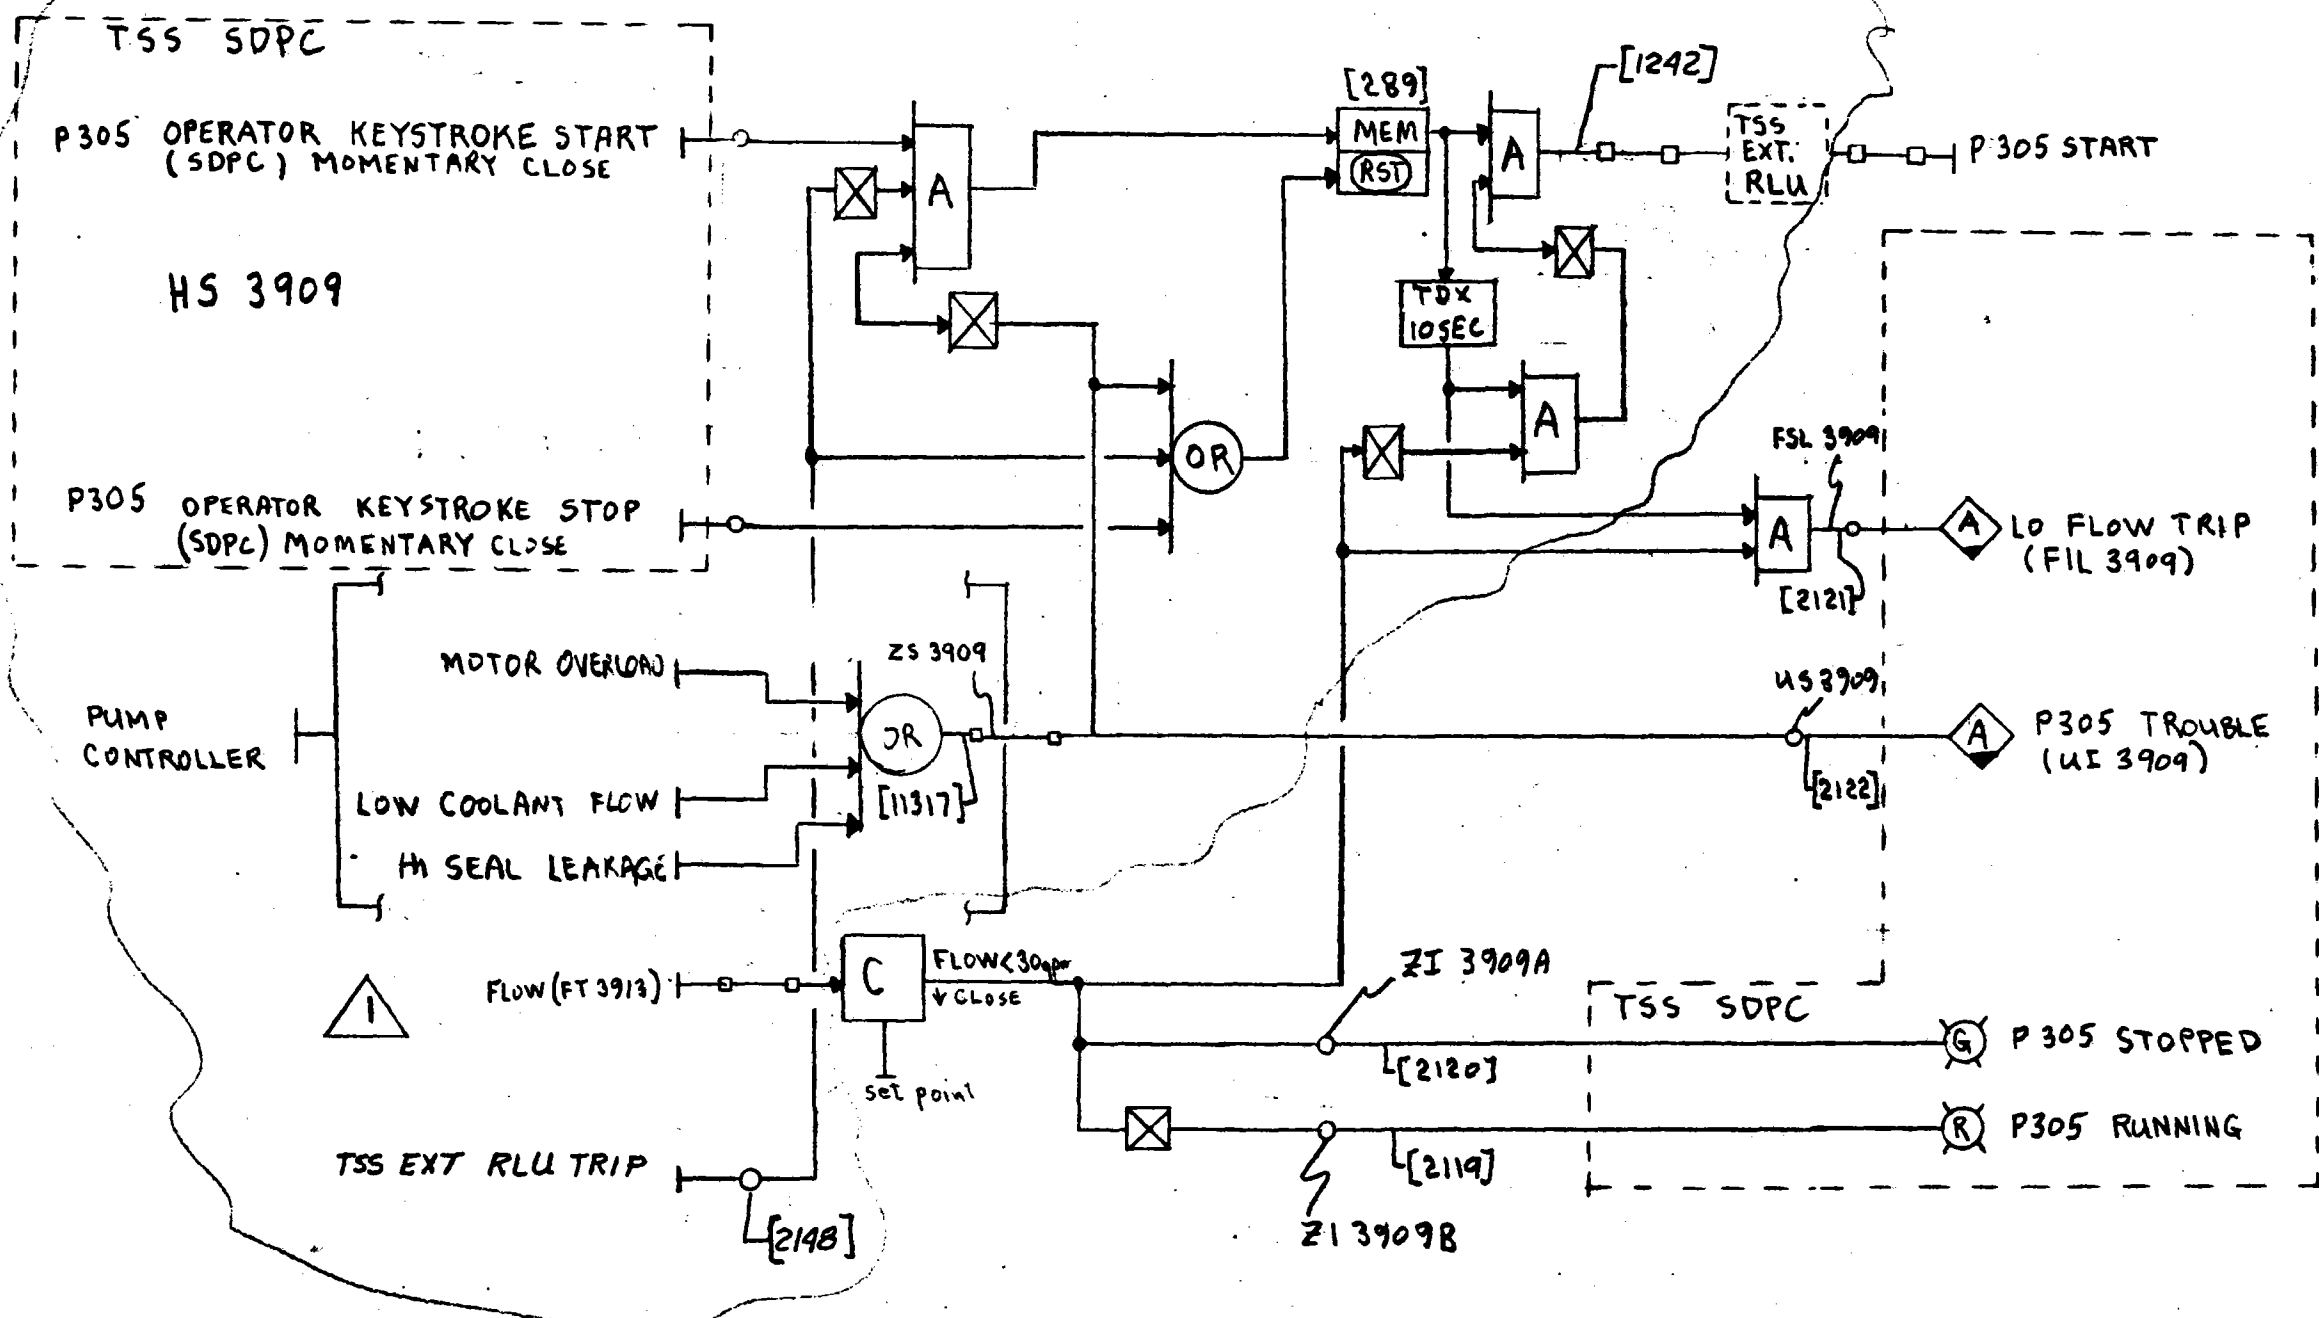 TSS SDPC
P305 OPERATOR KEYSTROKE START
(SDPC) MOMENTARY CLOSE
HS 3909
P305 OPERATOR KEYSTROKE STOP
(SDPC) MOMENTARY CLOSE
A
[289]
MEM
RST
A
[1242]
TSS
EXT.
RLU
P305 START
TDX
10SEC
A
OR
FSL 3909
A
[2121]
A
LO FLOW TRIP
(FIL 3909)
PUMP
CONTROLLER
MOTOR OVERLOAD
LOW COOLANT FLOW
HI SEAL LEAKAGE
ZS 3909
OR
[11317]
US 3909
[2122]
A
P305 TROUBLE
(UI 3909)
1
FLOW (FT 3913)
C
FLOW<30gpm
↓ CLOSE
set point
ZI 3909A
[2120]
TSS SDPC
G
P305 STOPPED
R
P305 RUNNING
[2119]
ZI 3909B
TSS EXT RLU TRIP
[2148]